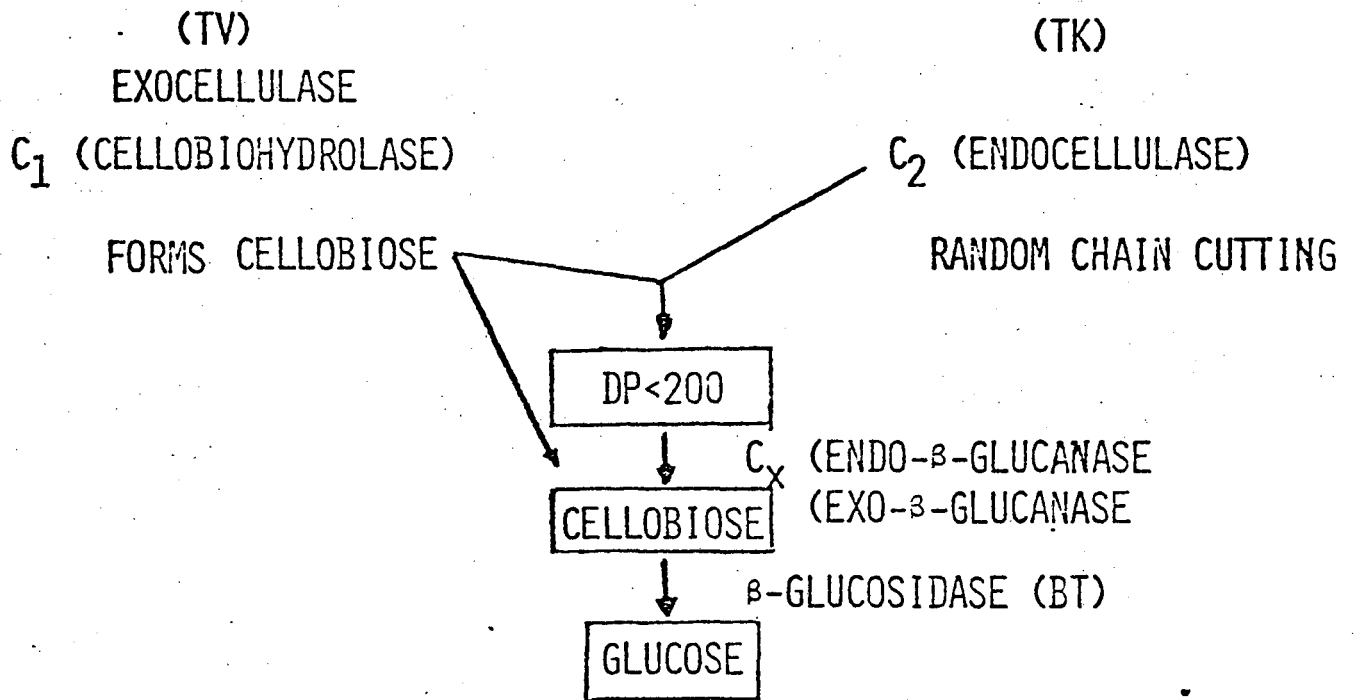 (TV)
EXOCELLULASE
C1 (CELLOBIOHYDROLASE)
FORMS CELLOBIOSE
(TK)
C2 (ENDOCELLULASE)
RANDOM CHAIN CUTTING
DP<200
Cx (ENDO-β-GLUCANASE
(EXO-β-GLUCANASE
CELLOBIOSE
β-GLUCOSIDASE (BT)
GLUCOSE